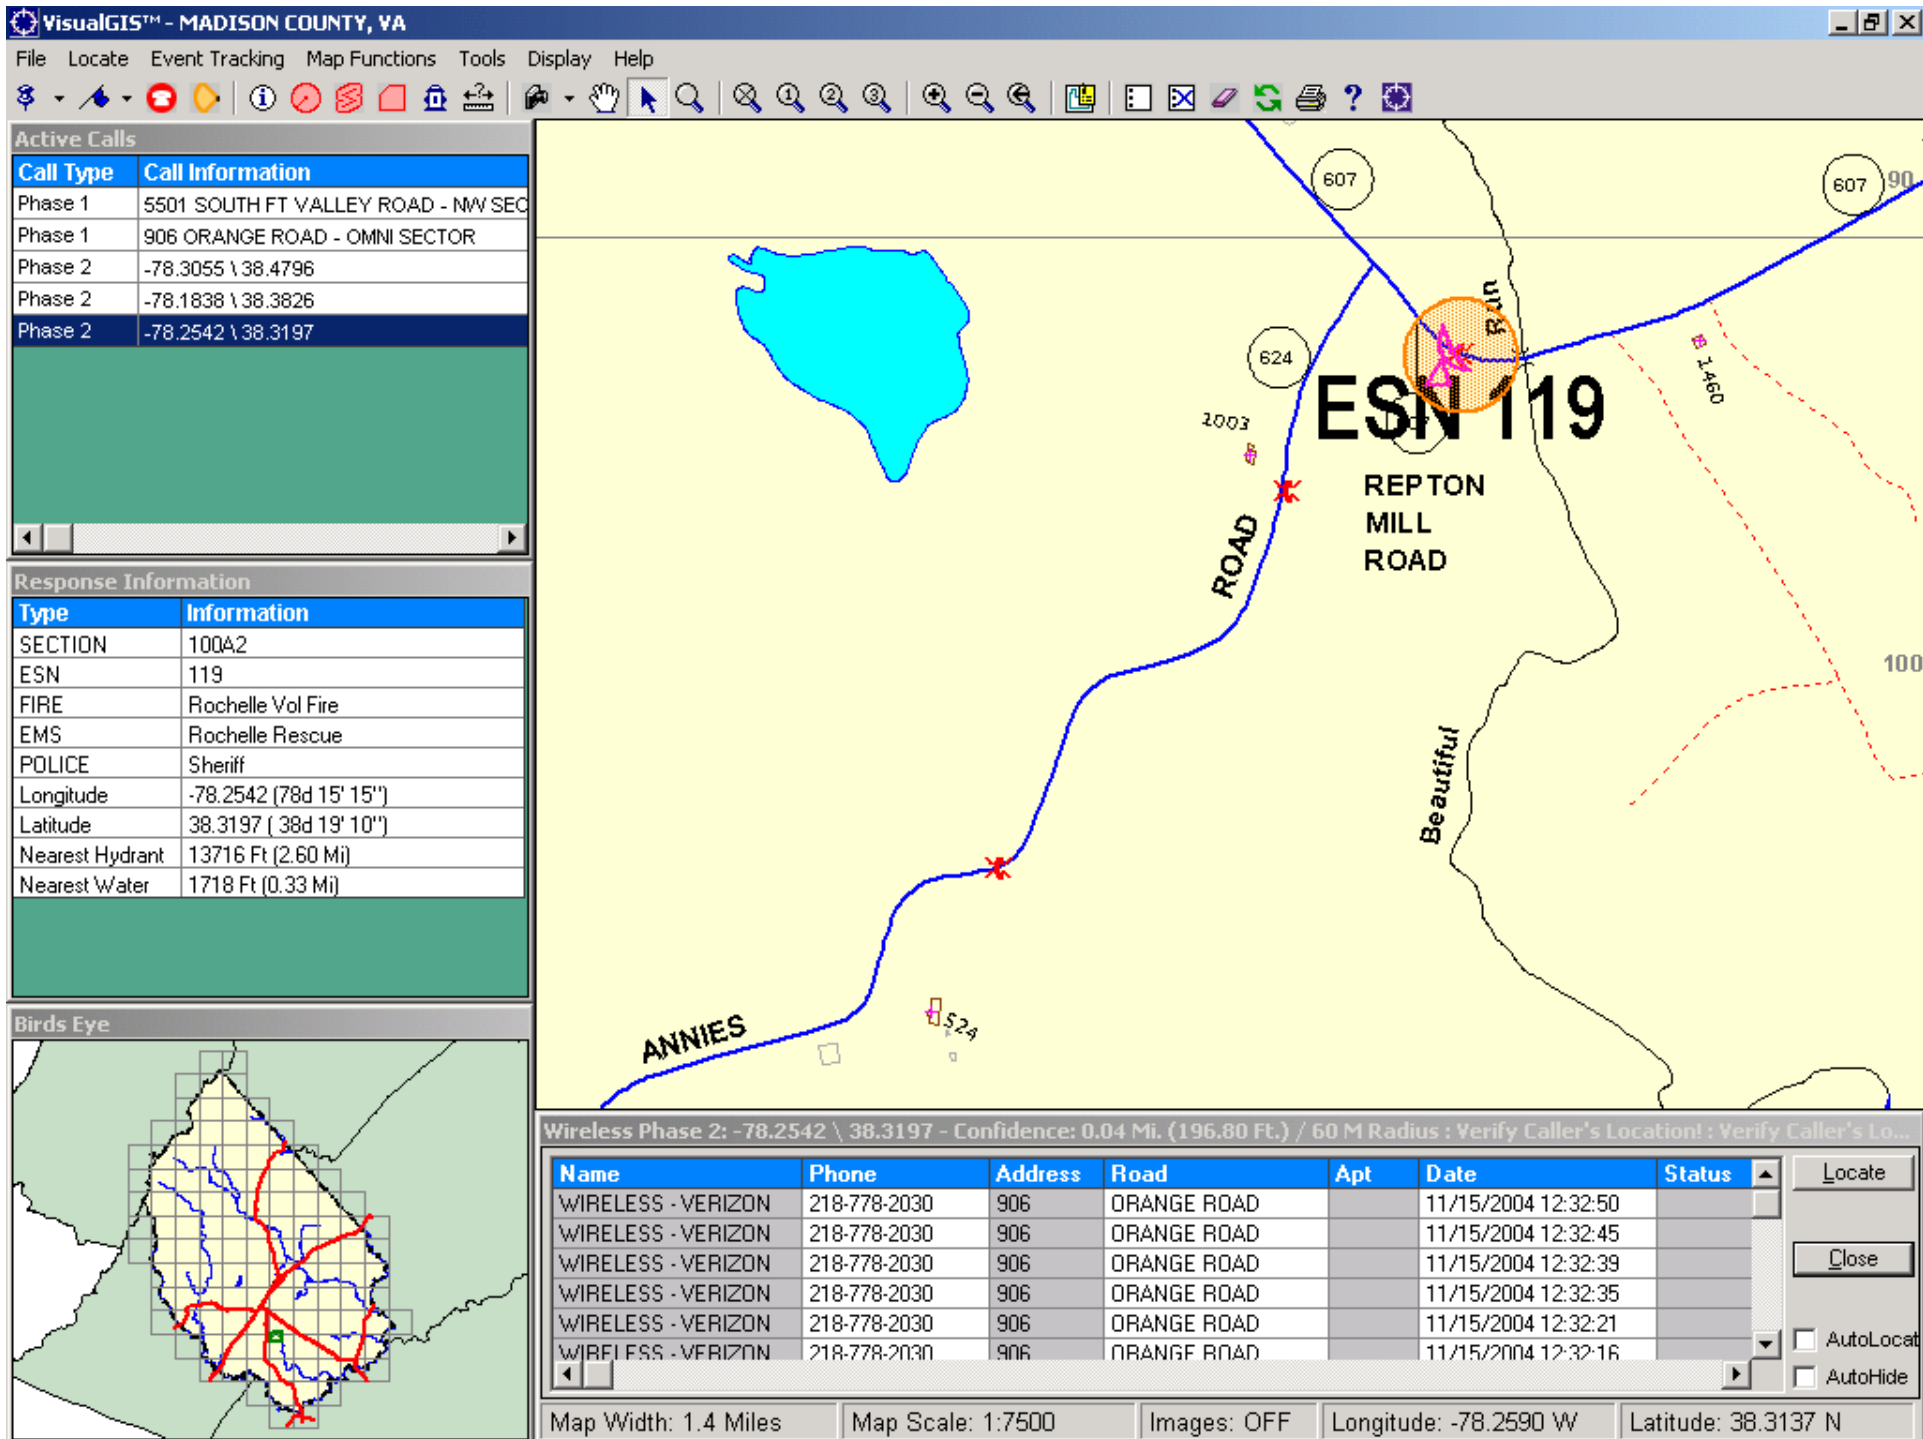 VisualGIS™ - MADISON COUNTY, VA
File Locate Event Tracking Map Functions Tools Display Help
Active Calls
Call Type Call Information
Phase 1 5501 SOUTH FT VALLEY ROAD - NW SEC
Phase 1 906 ORANGE ROAD - OMNI SECTOR
Phase 2 -78.3055 \ 38.4796
Phase 2 -78.1838 \ 38.3826
Phase 2 -78.2542 \ 38.3197
Response Information
Type Information
SECTION 100A2
ESN 119
FIRE Rochelle Vol Fire
EMS Rochelle Rescue
POLICE Sheriff
Longitude -78.2542 (78d 15' 15")
Latitude 38.3197 ( 38d 19' 10")
Nearest Hydrant 13716 Ft (2.60 Mi)
Nearest Water 1718 Ft (0.33 Mi)
Birds Eye
607
607
90
Run
624
1460
ESN 119
1003
REPTON
MILL
ROAD
ROAD
100
Beautiful
524
ANNIES
Wireless Phase 2: -78.2542 \ 38.3197 - Confidence: 0.04 Mi. (196.80 Ft.) / 60 M Radius : Verify Caller's Location! : Verify Caller's Lo...
Name Phone Address Road Apt Date Status
WIRELESS - VERIZON 218-778-2030 906 ORANGE ROAD 11/15/2004 12:32:50
WIRELESS - VERIZON 218-778-2030 906 ORANGE ROAD 11/15/2004 12:32:45
WIRELESS - VERIZON 218-778-2030 906 ORANGE ROAD 11/15/2004 12:32:39
WIRELESS - VERIZON 218-778-2030 906 ORANGE ROAD 11/15/2004 12:32:35
WIRELESS - VERIZON 218-778-2030 906 ORANGE ROAD 11/15/2004 12:32:21
WIRELESS - VERIZON 218-778-2030 906 ORANGE ROAD 11/15/2004 12:32:16
Locate
Close
AutoLocat
AutoHide
Map Width: 1.4 Miles Map Scale: 1:7500 Images: OFF Longitude: -78.2590 W Latitude: 38.3137 N